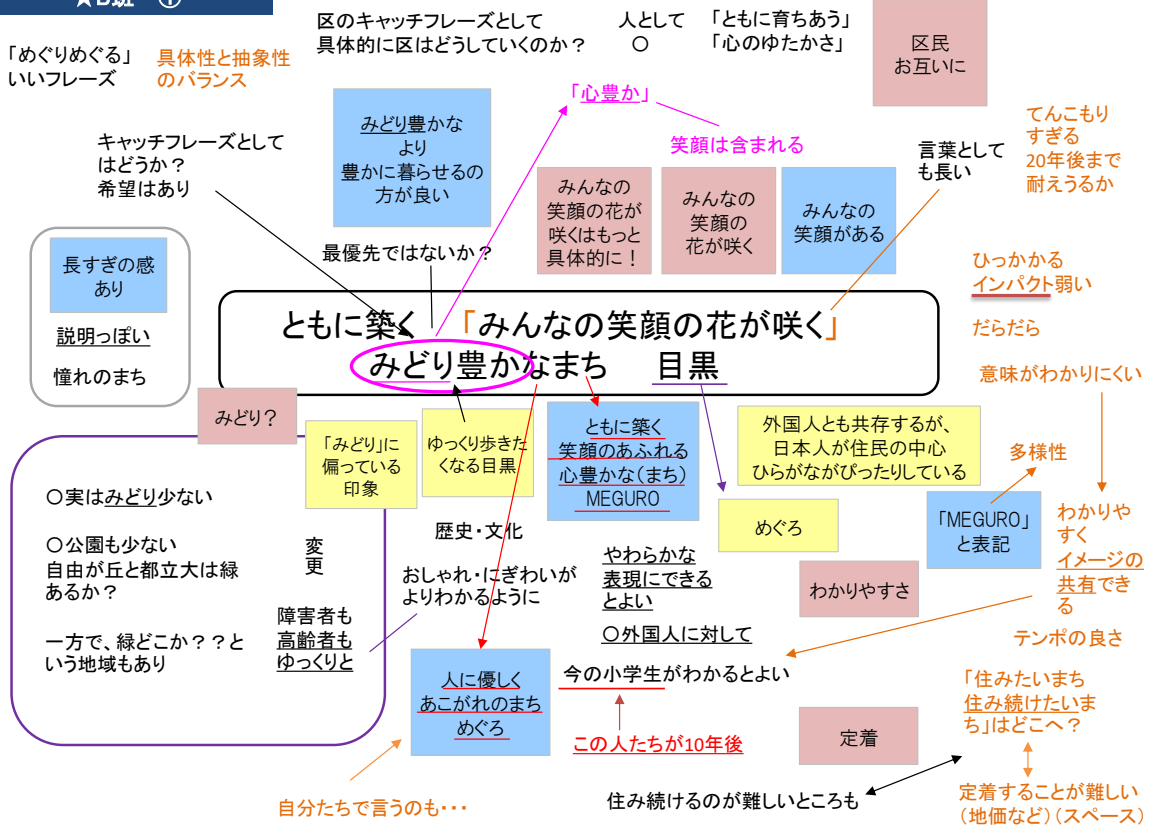 ★B班　①
「めぐりめぐる」
いいフレーズ
具体性と抽象性
のバランス
区のキャッチフレーズとして
具体的に区はどうしていくのか？
人として
○
「ともに育ちあう」
「心のゆたかさ」
区民
お互いに
キャッチフレーズとして
はどうか？
希望はあり
みどり豊かな
より
豊かに暮らせるの
方が良い
「心豊か」
笑顔は含まれる
言葉として
も長い
てんこもり
すぎる
20年後まで
耐えうるか
みんなの
笑顔の花が
咲くはもっと
具体的に！
みんなの
笑顔の
花が咲く
みんなの
笑顔がある
最優先ではないか？
長すぎの感
あり
説明っぽい
憧れのまち
ひっかかる
インパクト弱い
だらだら
意味がわかりにくい
ともに築く　「みんなの笑顔の花が咲く」
みどり豊かなまち　目黒
みどり？
「みどり」に
偏っている
印象
ゆっくり歩きた
くなる目黒
ともに築く
笑顔のあふれる
心豊かな（まち）
MEGURO
外国人とも共存するが、
日本人が住民の中心
ひらがながぴったりしている
多様性
めぐろ
「MEGURO」
と表記
わかりや
すく
イメージの
共有でき
る
○実はみどり少ない
○公園も少ない
自由が丘と都立大は緑
あるか？
一方で、緑どこか？？と
いう地域もあり
変
更
障害者も
高齢者も
ゆっくりと
歴史・文化
おしゃれ・にぎわいが
よりわかるように
やわらかな
表現にできる
とよい
○外国人に対して
わかりやすさ
テンポの良さ
人に優しく
あこがれのまち
めぐろ
今の小学生がわかるとよい
この人たちが10年後
定着
「住みたいまち
住み続けたいま
ち」はどこへ？
自分たちで言うのも・・・
住み続けるのが難しいところも
定着することが難しい
（地価など）（スペース）